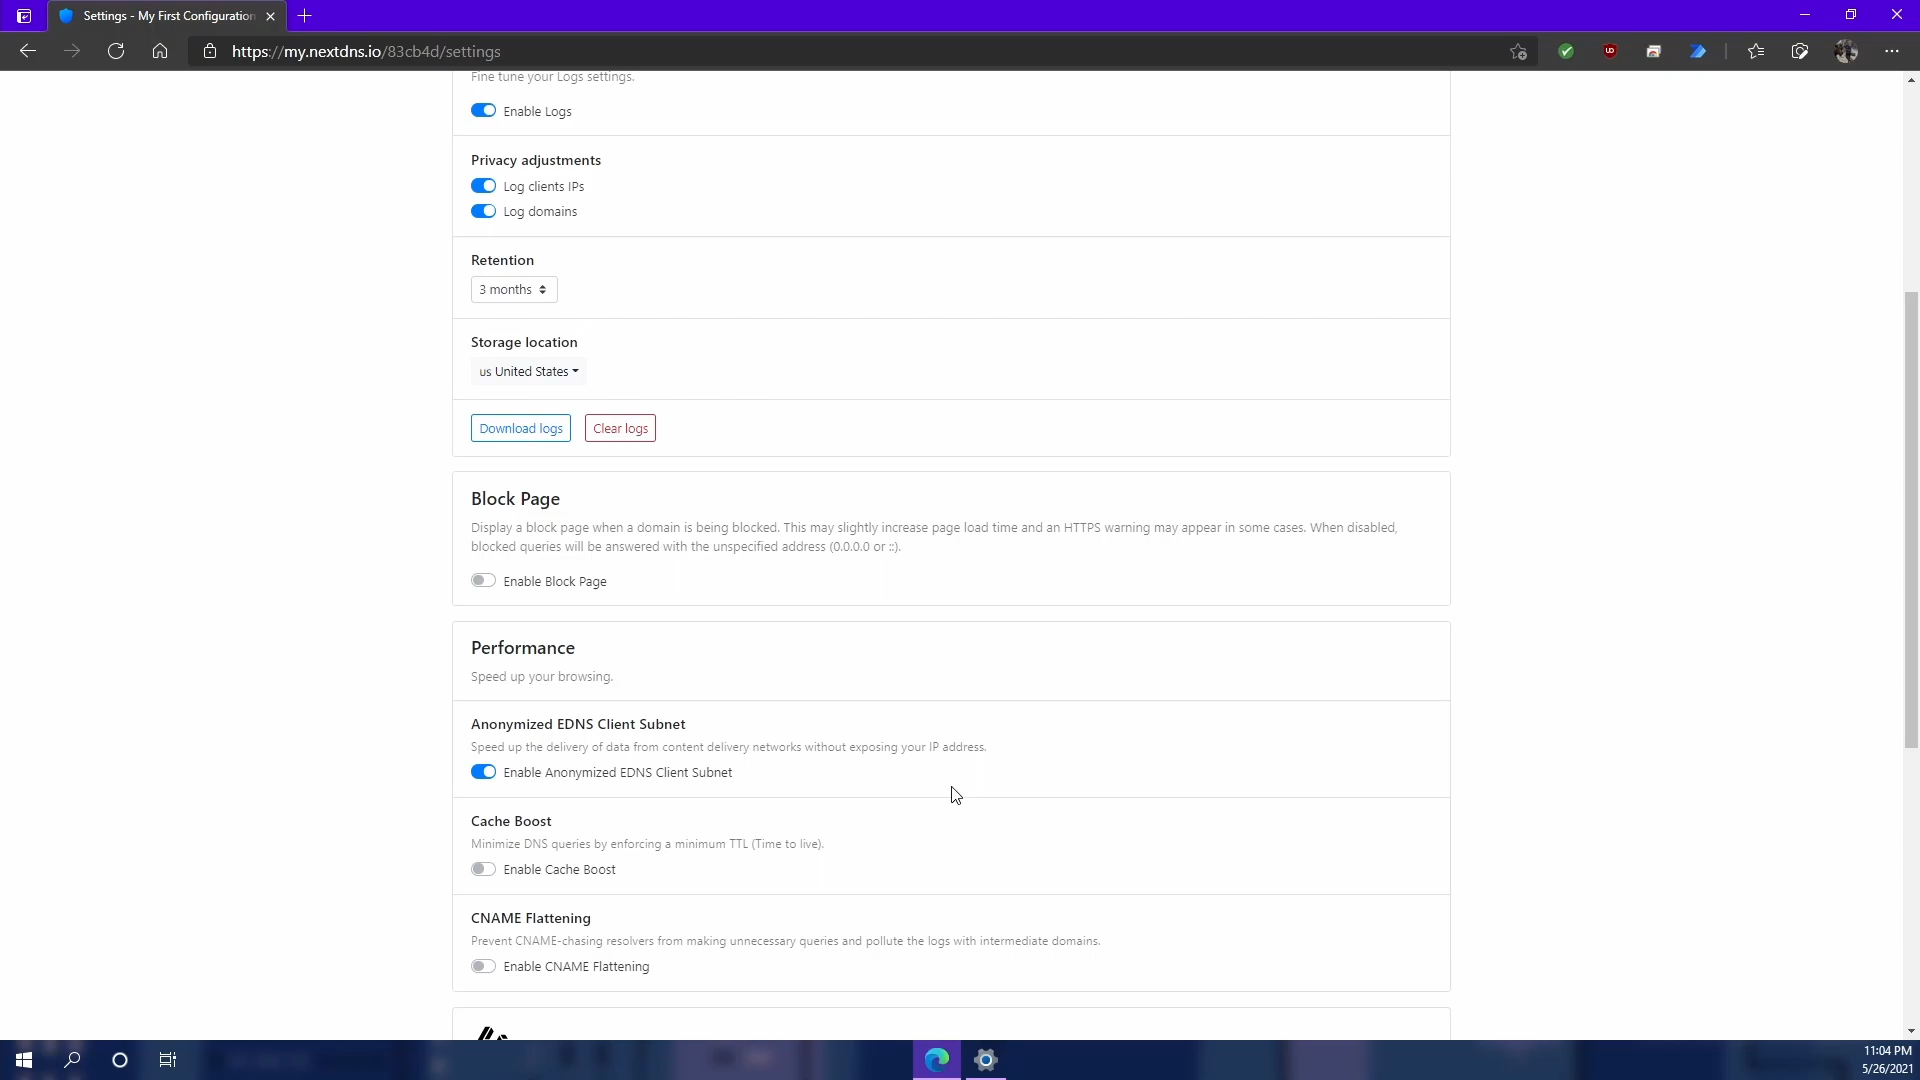 Settings - My First Configuration
https://my.nextdns.io/83cb4d/settings
Fine tune your Logs settings.
Enable Logs
Privacy adjustments
Log clients IPs
Log domains
Retention
3 months
Storage location
us United States
Download logs
Clear logs
Block Page
Display a block page when a domain is being blocked. This may slightly increase page load time and an HTTPS warning may appear in some cases. When disabled,
blocked queries will be answered with the unspecified address (0.0.0.0 or ::).
Enable Block Page
Performance
Speed up your browsing.
Anonymized EDNS Client Subnet
Speed up the delivery of data from content delivery networks without exposing your IP address.
Enable Anonymized EDNS Client Subnet
Cache Boost
Minimize DNS queries by enforcing a minimum TTL (Time to live).
Enable Cache Boost
CNAME Flattening
Prevent CNAME-chasing resolvers from making unnecessary queries and pollute the logs with intermediate domains.
Enable CNAME Flattening
11:04 PM
5/26/2021